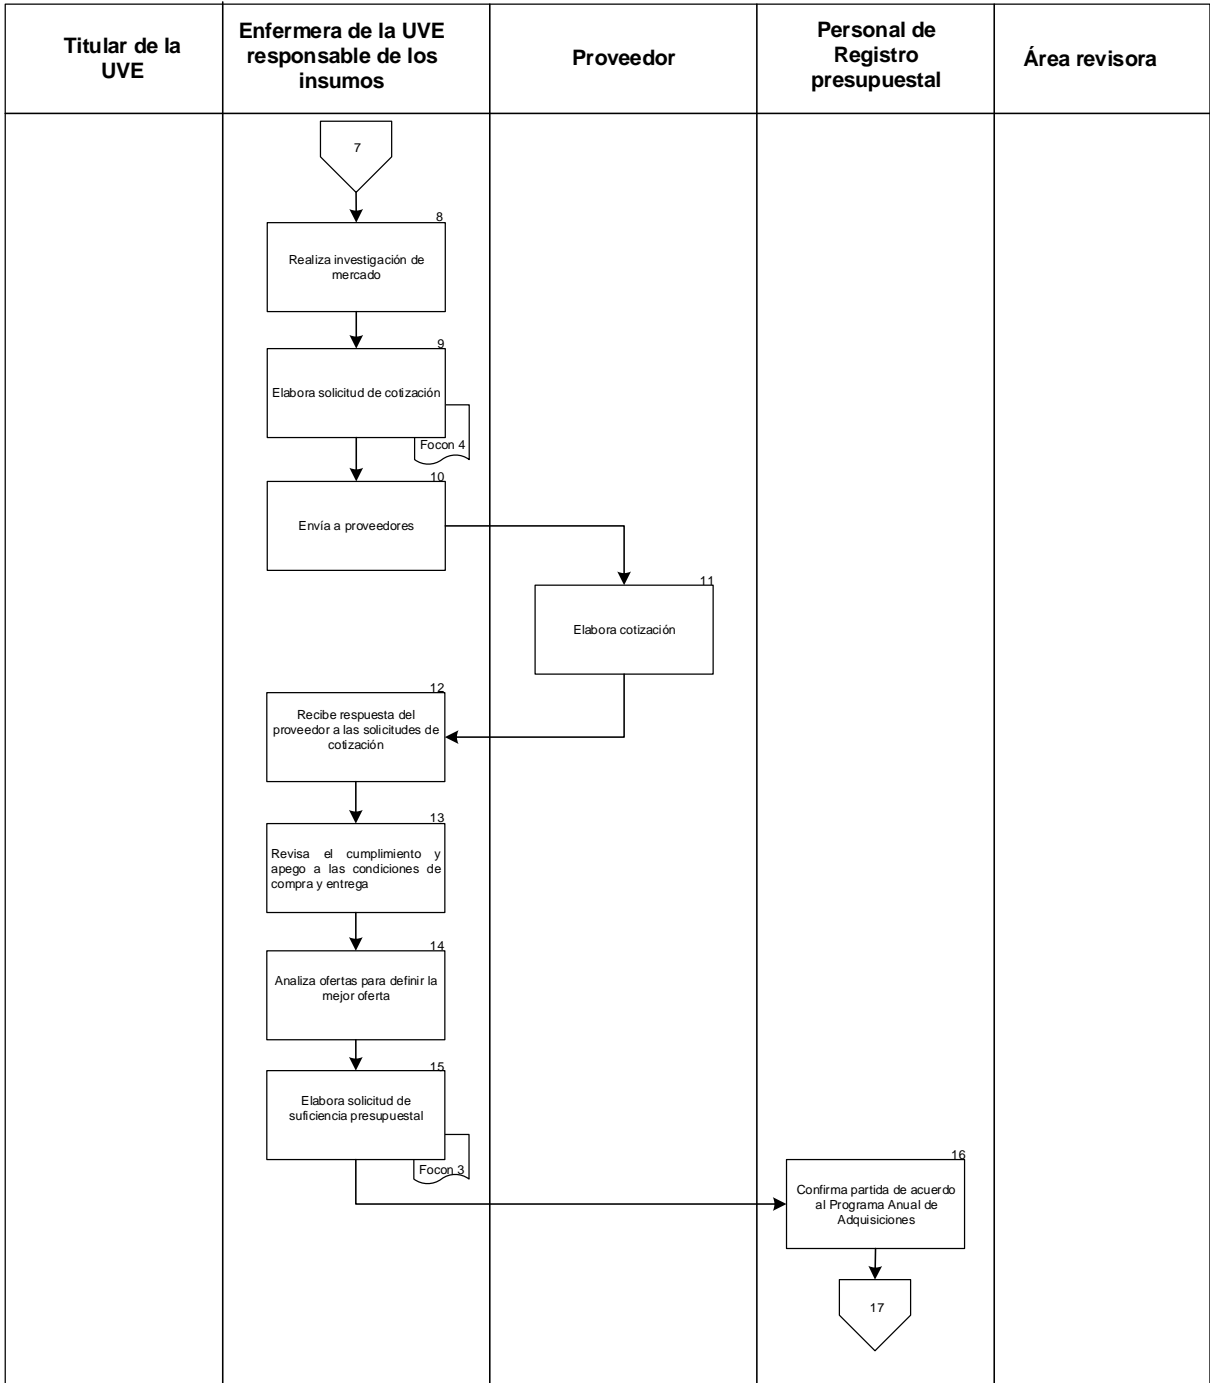 Titular de la
UVE
Enfermera de la UVE
responsable de los
insumos
Proveedor
Personal de
Registro
presupuestal
Área revisora
7
8
Realiza investigación de
mercado
9
Elabora solicitud de cotización
Focon 4
10
Envía a proveedores
11
Elabora cotización
12
Recibe respuesta del
proveedor a las solicitudes de
cotización
13
Revisa el cumplimiento y
apego a las condiciones de
compra y entrega
14
Analiza ofertas para definir la
mejor oferta
15
Elabora solicitud de
suficiencia presupuestal
Focon 3
16
Confirma partida de acuerdo
al Programa Anual de
Adquisiciones
17